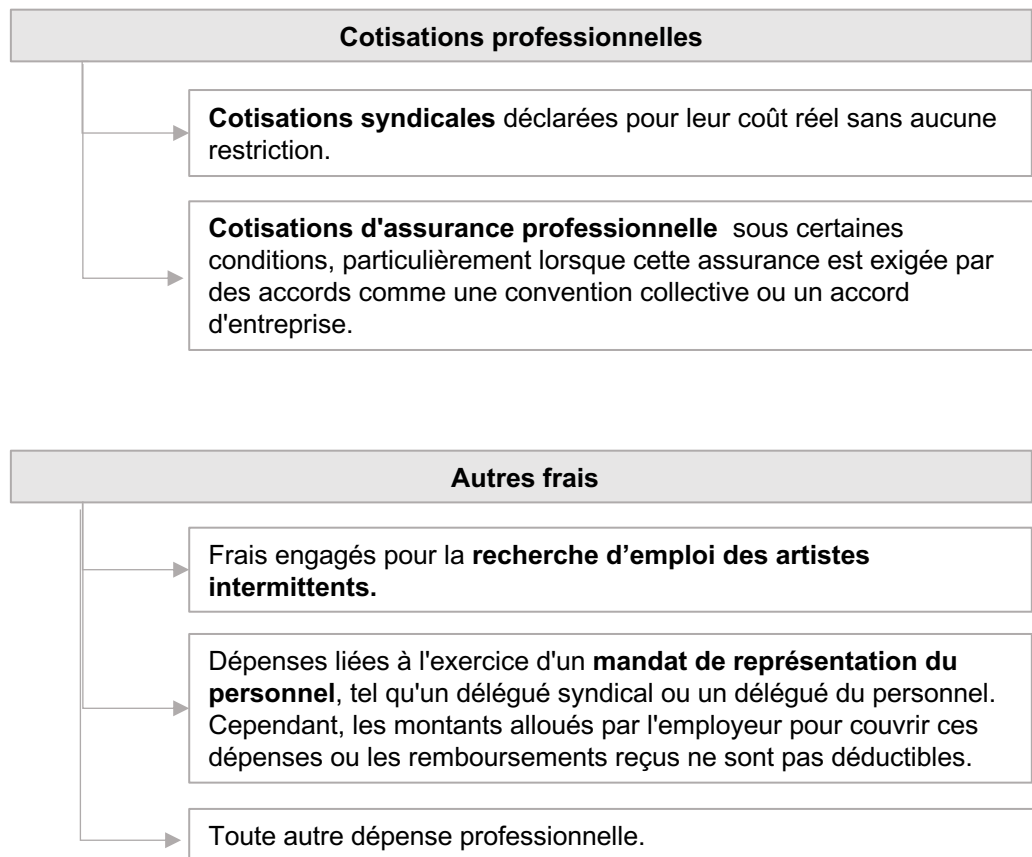 Cotisations professionnelles
Cotisations syndicales déclarées pour leur coût réel sans aucune
restriction.
Cotisations d'assurance professionnelle  sous certaines
conditions, particulièrement lorsque cette assurance est exigée par
des accords comme une convention collective ou un accord
d'entreprise.
Autres frais
Frais engagés pour la recherche d’emploi des artistes
intermittents.
Dépenses liées à l'exercice d'un mandat de représentation du
personnel, tel qu'un délégué syndical ou un délégué du personnel.
Cependant, les montants alloués par l'employeur pour couvrir ces
dépenses ou les remboursements reçus ne sont pas déductibles.
Toute autre dépense professionnelle.